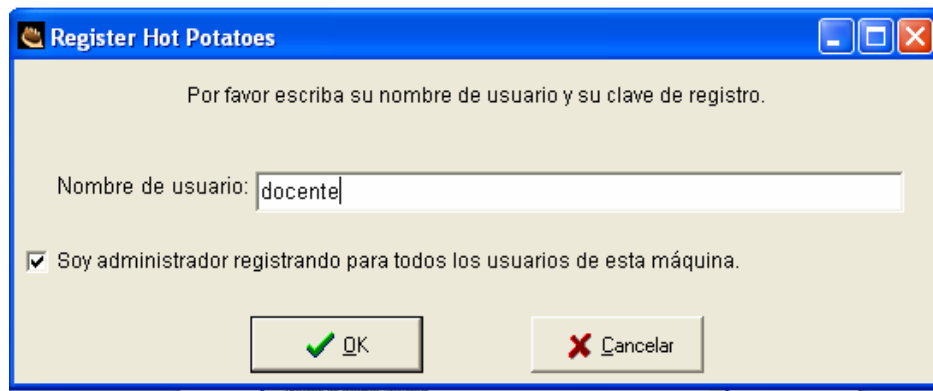 Register Hot Potatoes
Por favor escriba su nombre de usuario y su clave de registro.
Nombre de usuario: docente
Soy administrador registrando para todos los usuarios de esta máquina.
OK Cancelar